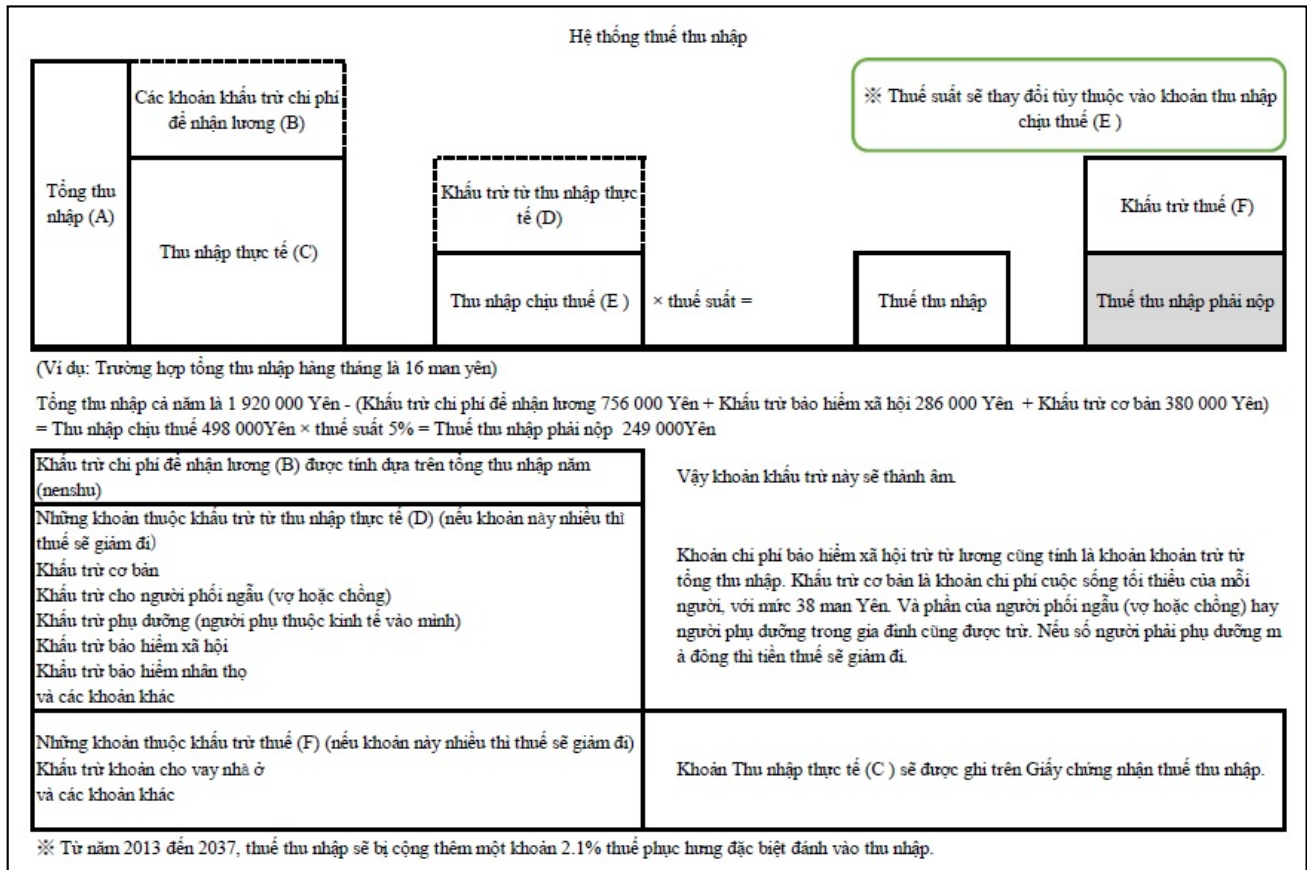 Hệ thống thuế thu nhập
Các khoản khấu trừ chi phí
để nhận lương (B)
※ Thuế suất sẽ thay đổi tùy thuộc vào khoản thu nhập
chịu thuế (E )
Tổng thu
nhập (A)
Thu nhập thực tế (C)
Khấu trừ từ thu nhập thực
tế (D)
Khấu trừ thuế (F)
Thu nhập chịu thuế (E )
× thuế suất =
Thuế thu nhập
Thuế thu nhập phải nộp
(Ví dụ: Trường hợp tổng thu nhập hàng tháng là 16 man yên)
Tổng thu nhập cả năm là 1 920 000 Yên - (Khấu trừ chi phí để nhận lương 756 000 Yên + Khấu trừ bảo hiểm xã hội 286 000 Yên + Khấu trừ cơ bản 380 000 Yên)
= Thu nhập chịu thuế 498 000Yên × thuế suất 5% = Thuế thu nhập phải nộp 249 000Yên
Khấu trừ chi phí để nhận lương (B) được tính dựa trên tổng thu nhập năm
(nenshu)
Vậy khoản khấu trừ này sẽ thành âm.
Những khoản thuộc khấu trừ từ thu nhập thực tế (D) (nếu khoản này nhiều thì
thuế sẽ giảm đi)
Khấu trừ cơ bản
Khấu trừ cho người phối ngẫu (vợ hoặc chồng)
Khấu trừ phụ dưỡng (người phụ thuộc kinh tế vào mình)
Khấu trừ bảo hiểm xã hội
Khấu trừ bảo hiểm nhân thọ
và các khoản khác
Khoản chi phí bảo hiểm xã hội trừ từ lương cũng tính là khoản khoản trừ từ
tổng thu nhập. Khấu trừ cơ bản là khoản chi phí cuộc sống tối thiểu của mỗi
người, với mức 38 man Yên. Và phần của người phối ngẫu (vợ hoặc chồng) hay
người phụ dưỡng trong gia đình cũng được trừ. Nếu số người phải phụ dưỡng m
à đông thì tiền thuế sẽ giảm đi.
Những khoản thuộc khấu trừ thuế (F) (nếu khoản này nhiều thì thuế sẽ giảm đi)
Khấu trừ khoản cho vay nhà ở
và các khoản khác
Khoản Thu nhập thực tế (C ) sẽ được ghi trên Giấy chứng nhận thuế thu nhập.
※ Từ năm 2013 đến 2037, thuế thu nhập sẽ bị cộng thêm một khoản 2.1% thuế phục hưng đặc biệt đánh vào thu nhập.